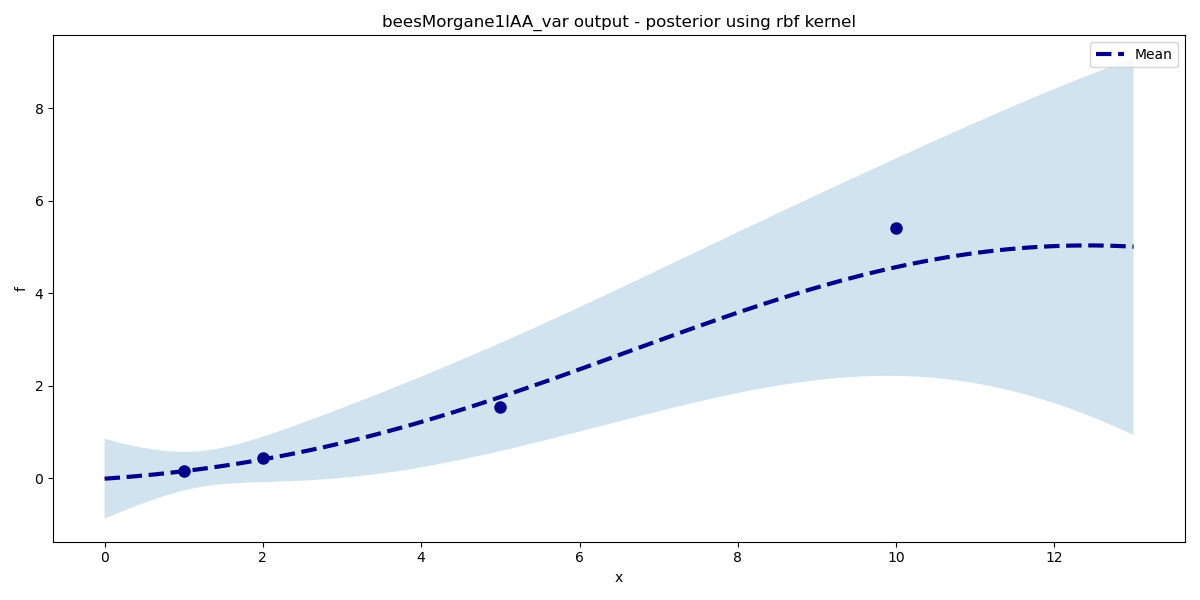 beesMorgane1IAA_var output - posterior using rbf kernel
Mean
f
8
6
4
2
0
0 2 4 6 8 10 12
x